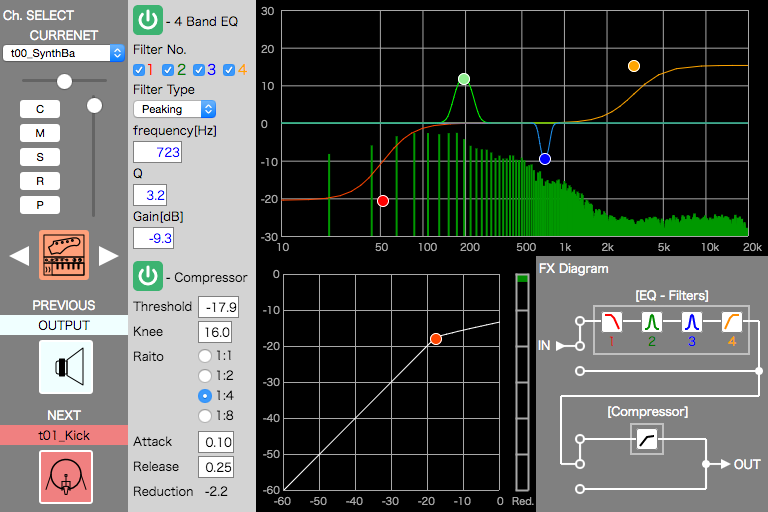 Ch. SELECT
CURRENET
t00_SynthBa
C
M
S
R
P
PREVIOUS
OUTPUT
NEXT
t01_Kick
- 4 Band EQ
Filter No.
1 2 3 4
Filter Type
Peaking
frequency[Hz]
723
Q
3.2
Gain[dB]
-9.3
- Compressor
Threshold -17.9
Knee 16.0
Raito 1:1
1:2
1:4
1:8
Attack 0.10
Release 0.25
Reduction -2.2
30
20
10
0
-10
-20
-30
10 50 100 200 500 1k 2k 5k 10k 20k
0
-10
-20
-30
-40
-50
-60
-60 -50 -40 -30 -20 -10 0 Red.
FX Diagram
[EQ - Filters]
IN
1 2 3 4
[Compressor]
OUT